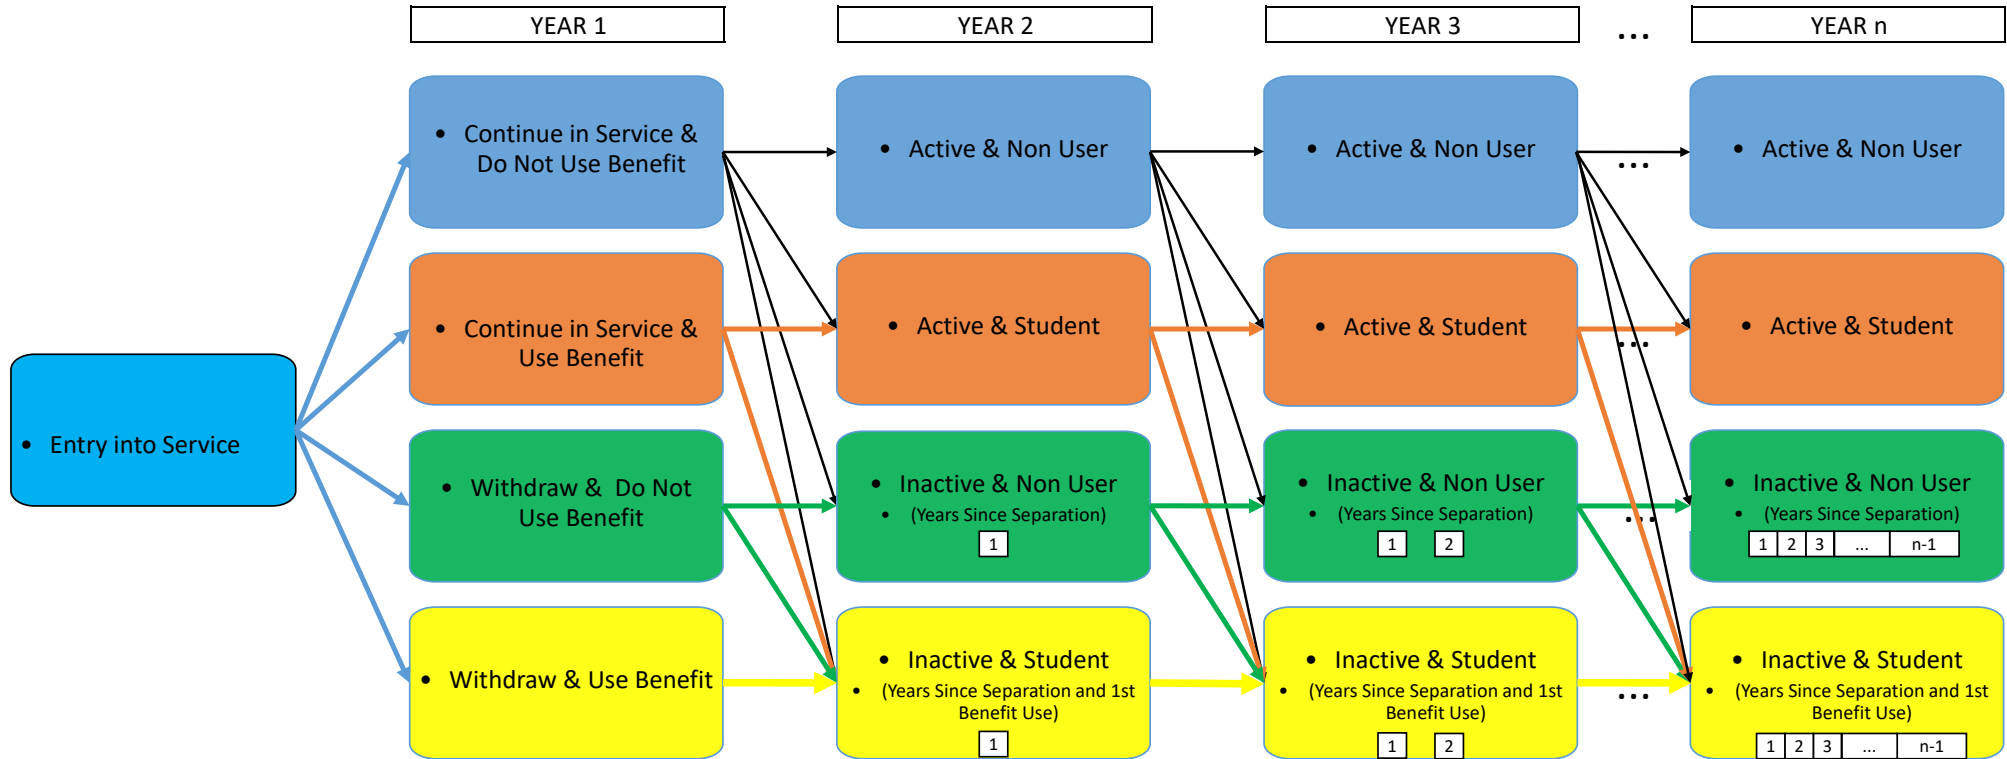 YEAR 1
YEAR 2
YEAR 3
...
YEAR n
• Continue in Service &
Do Not Use Benefit
• Active & Non User
• Active & Non User
...
• Active & Non User
• Continue in Service &
Use Benefit
• Active & Student
• Active & Student
...
• Active & Student
• Entry into Service
• Withdraw & Do Not
Use Benefit
• Inactive & Non User
• (Years Since Separation)
1
• Inactive & Non User
• (Years Since Separation)
1 2
...
• Inactive & Non User
• (Years Since Separation)
1 2 3 ... n-1
• Withdraw & Use Benefit
• Inactive & Student
• (Years Since Separation and 1st
Benefit Use)
1
• Inactive & Student
• (Years Since Separation and 1st
Benefit Use)
1 2
...
• Inactive & Student
• (Years Since Separation and 1st
Benefit Use)
1 2 3 ... n-1